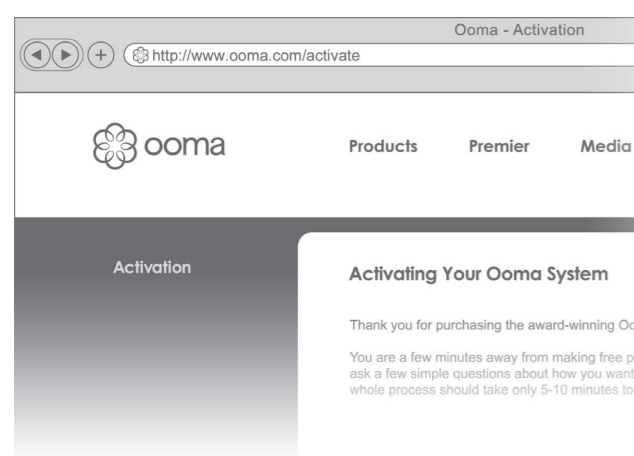 Ooma - Activation
http://www.ooma.com/activate
ooma
Products Premier Media
Activation
Activating Your Ooma System
Thank you for purchasing the award-winning
You are a few minutes away from making free
ask a few simple questions about how you want
whole process should take only 5-10 minutes to